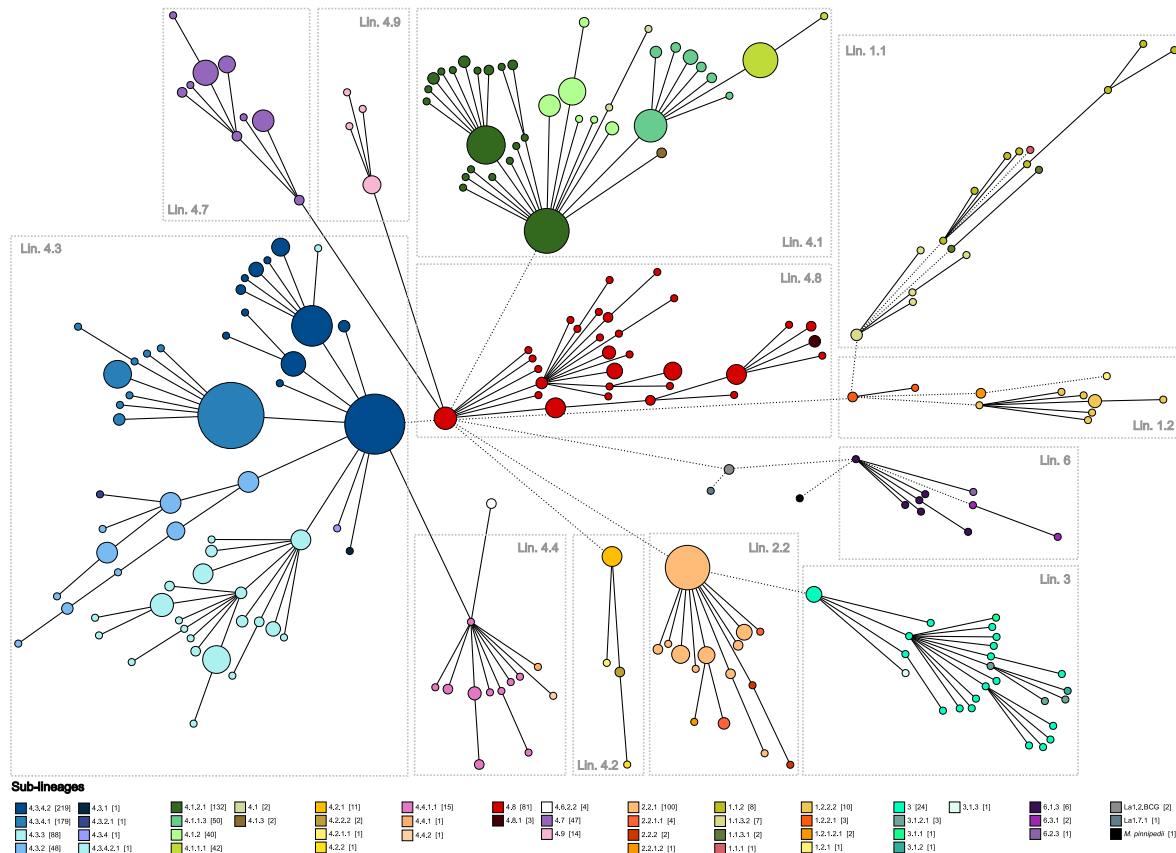 Lin. 4.9
Lin. 1.1
Lin. 4.7
Lin. 4.3
Lin. 4.1
Lin. 4.8
Lin. 1.2
Lin. 6
Lin. 4.4
Lin. 2.2
Lin. 3
Lin. 4.2
Sub-lineages
4.3.4.2 [219]
4.3.4.1 [179]
4.3.3 [88]
4.3.2 [48]
4.3.1 [1]
4.3.2.1 [1]
4.3.4 [1]
4.3.4.2.1 [1]
4.1.2.1 [132]
4.1.1.3 [50]
4.1.2 [40]
4.1.1.1 [42]
4.1 [2]
4.1.3 [2]
4.2.1 [11]
4.2.2.2 [2]
4.2.1.1 [1]
4.2.2 [1]
4.4.1.1 [15]
4.4.1 [1]
4.4.2 [1]
4.8 [81]
4.8.1 [3]
4.6.2.2 [4]
4.7 [47]
4.9 [14]
2.2.1 [100]
2.2.1.1 [4]
2.2.2 [2]
2.2.1.2 [1]
1.1.2 [8]
1.1.3.2 [7]
1.1.3.1 [2]
1.1.1 [1]
1.2.2.2 [10]
1.2.2.1 [3]
1.2.1.2.1 [2]
1.2.1 [1]
3 [24]
3.1.2.1 [3]
3.1.1 [1]
3.1.2 [1]
3.1.3 [1]
6.1.3 [6]
6.3.1 [2]
6.2.3 [1]
La1.2.BCG [2]
La1.7.1 [1]
M. pinnipedii [1]